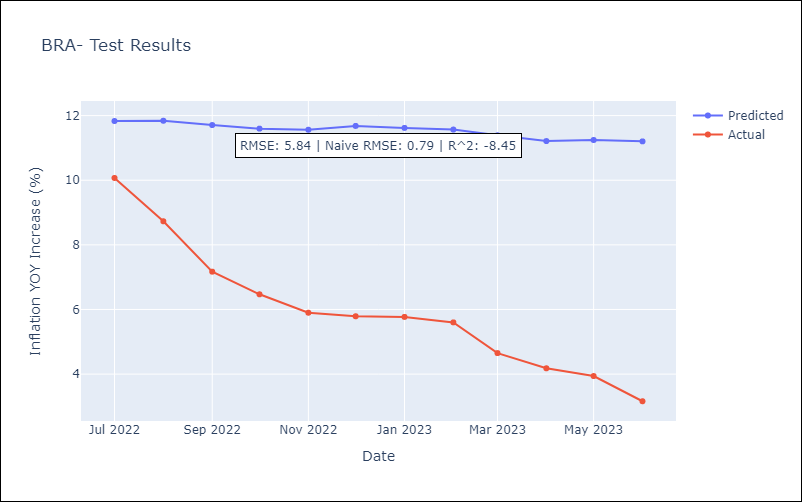 BRA- Test Results
Predicted
Actual
RMSE: 5.84 | Naive RMSE: 0.79 | R^2: -8.45
Inflation YOY Increase (%)
12
10
8
6
4
Jul 2022 Sep 2022 Nov 2022 Jan 2023 Mar 2023 May 2023
Date